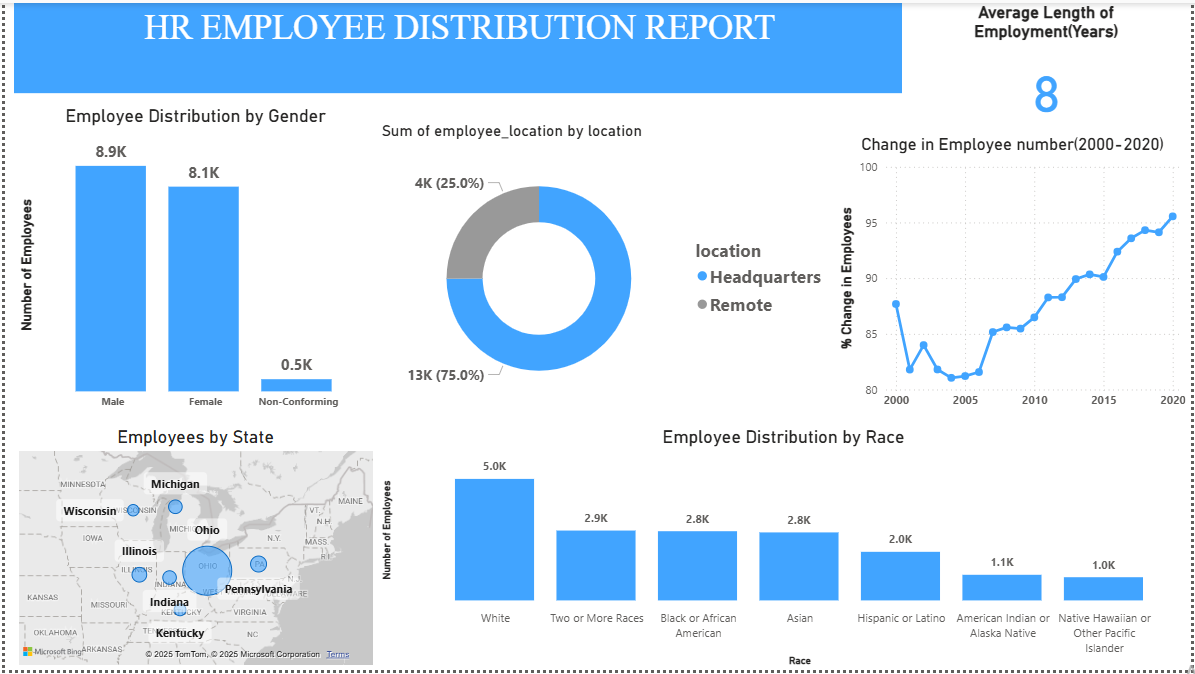 HR EMPLOYEE DISTRIBUTION REPORT
Average Length of
Employment(Years)
8
Employee Distribution by Gender
Number of Employees
8.9K
8.1K
0.5K
Male
Female
Non-Conforming
Sum of employee_location by location
4K (25.0%)
13K (75.0%)
location
Headquarters
Remote
Change in Employee number(2000-2020)
% Change in Employees
100
95
90
85
80
2000
2005
2010
2015
2020
Employees by State
MINNESOTA
Michigan
MAINE
Wisconsin
WISCONSIN
VT.
N.H.
MICHI
Ohio
N.Y.
IOWA
MASS.
R.I.
Illinois
ILLINOIS
OHIO
PA
INDIANA
Pennsylvania
KANSAS
MISSOURI
Indiana
WEST
KENTUCKY
VIRGINIA
Kentucky
OKLAHOMA
NC
ARKANSAS
Microsoft Bing
© 2025 TomTom, © 2025 Microsoft Corporation
Terms
Employee Distribution by Race
Number of Employees
5.0K
2.9K
2.8K
2.8K
2.0K
1.1K
1.0K
White
Two or More Races
Black or African
American
Asian
Hispanic or Latino
American Indian or
Alaska Native
Native Hawaiian or
Other Pacific
Islander
Race